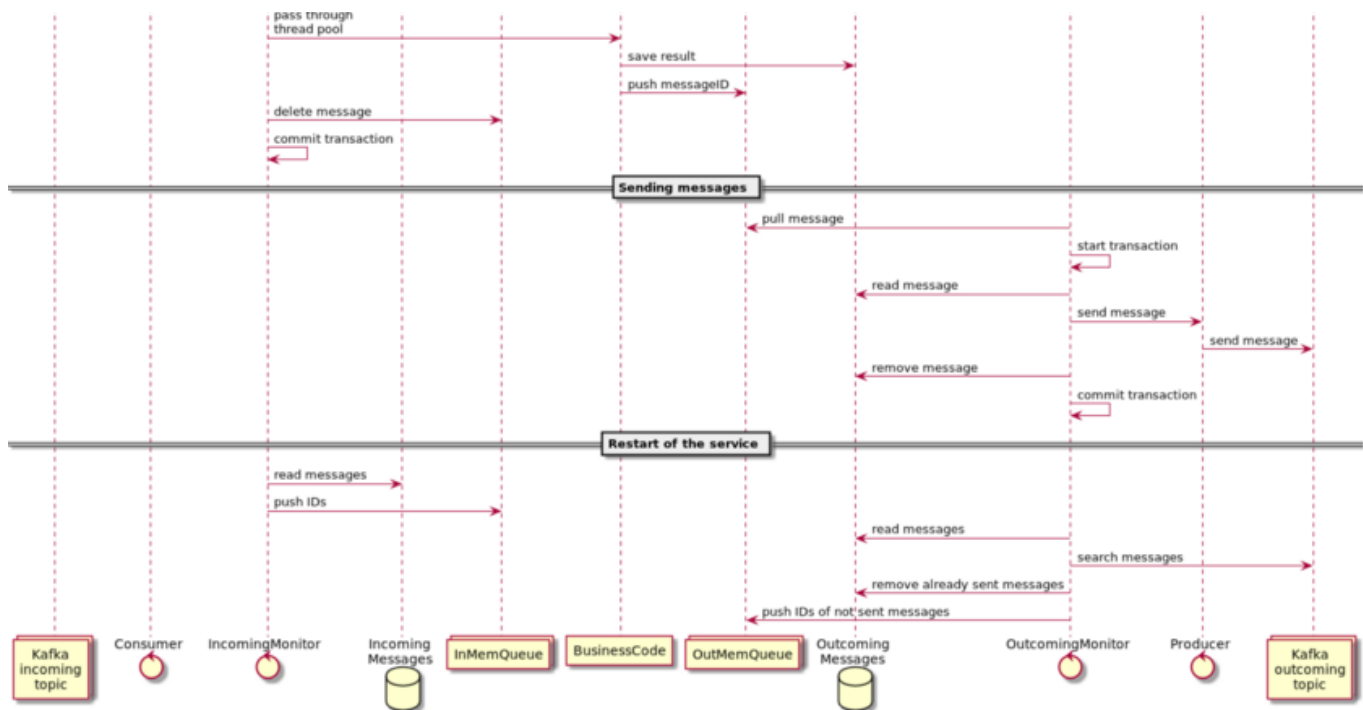 pass through
thread pool
save result
push messageID
delete message
commit transaction
Sending messages
pull message
start transaction
read message
send message
send message
remove message
commit transaction
Restart of the service
read messages
push IDs
read messages
search messages
remove already sent messages
push IDs of not sent messages
Kafka
incoming
topic
Consumer
IncomingMonitor
Incoming
Messages
InMemQueue
BusinessCode
OutMemQueue
Outcoming
Messages
OutcomingMonitor
Producer
Kafka
outcoming
topic